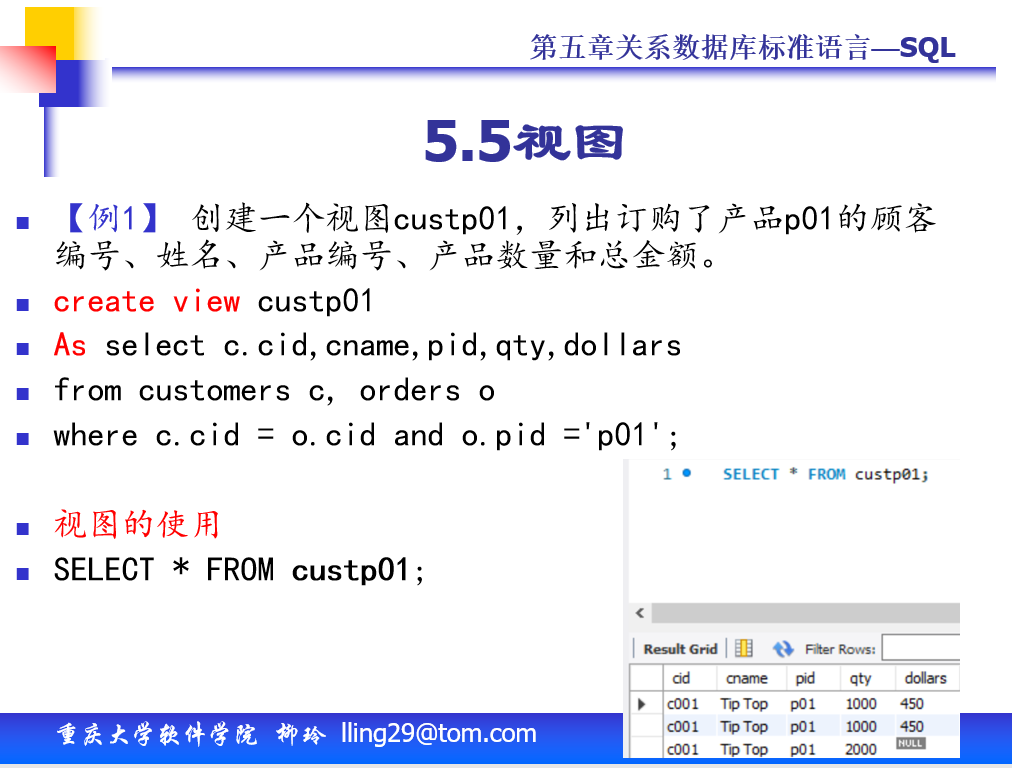 第五章关系数据库标准语言—SQL
5.5视图
【例1】 创建一个视图custp01，列出订购了产品p01的顾客
编号、姓名、产品编号、产品数量和总金额。
create view custp01
As select c.cid,cname,pid,qty,dollars
from customers c, orders o
where c.cid = o.cid and o.pid ='p01';
视图的使用
SELECT * FROM custp01;
1 SELECT * FROM custp01;
Result Grid Filter Rows:
cid cname pid qty dollars
c001 Tip Top p01 1000 450
c001 Tip Top p01 1000 450
c001 Tip Top p01 2000 NULL
重庆大学软件学院 柳玲 lling29@tom.com